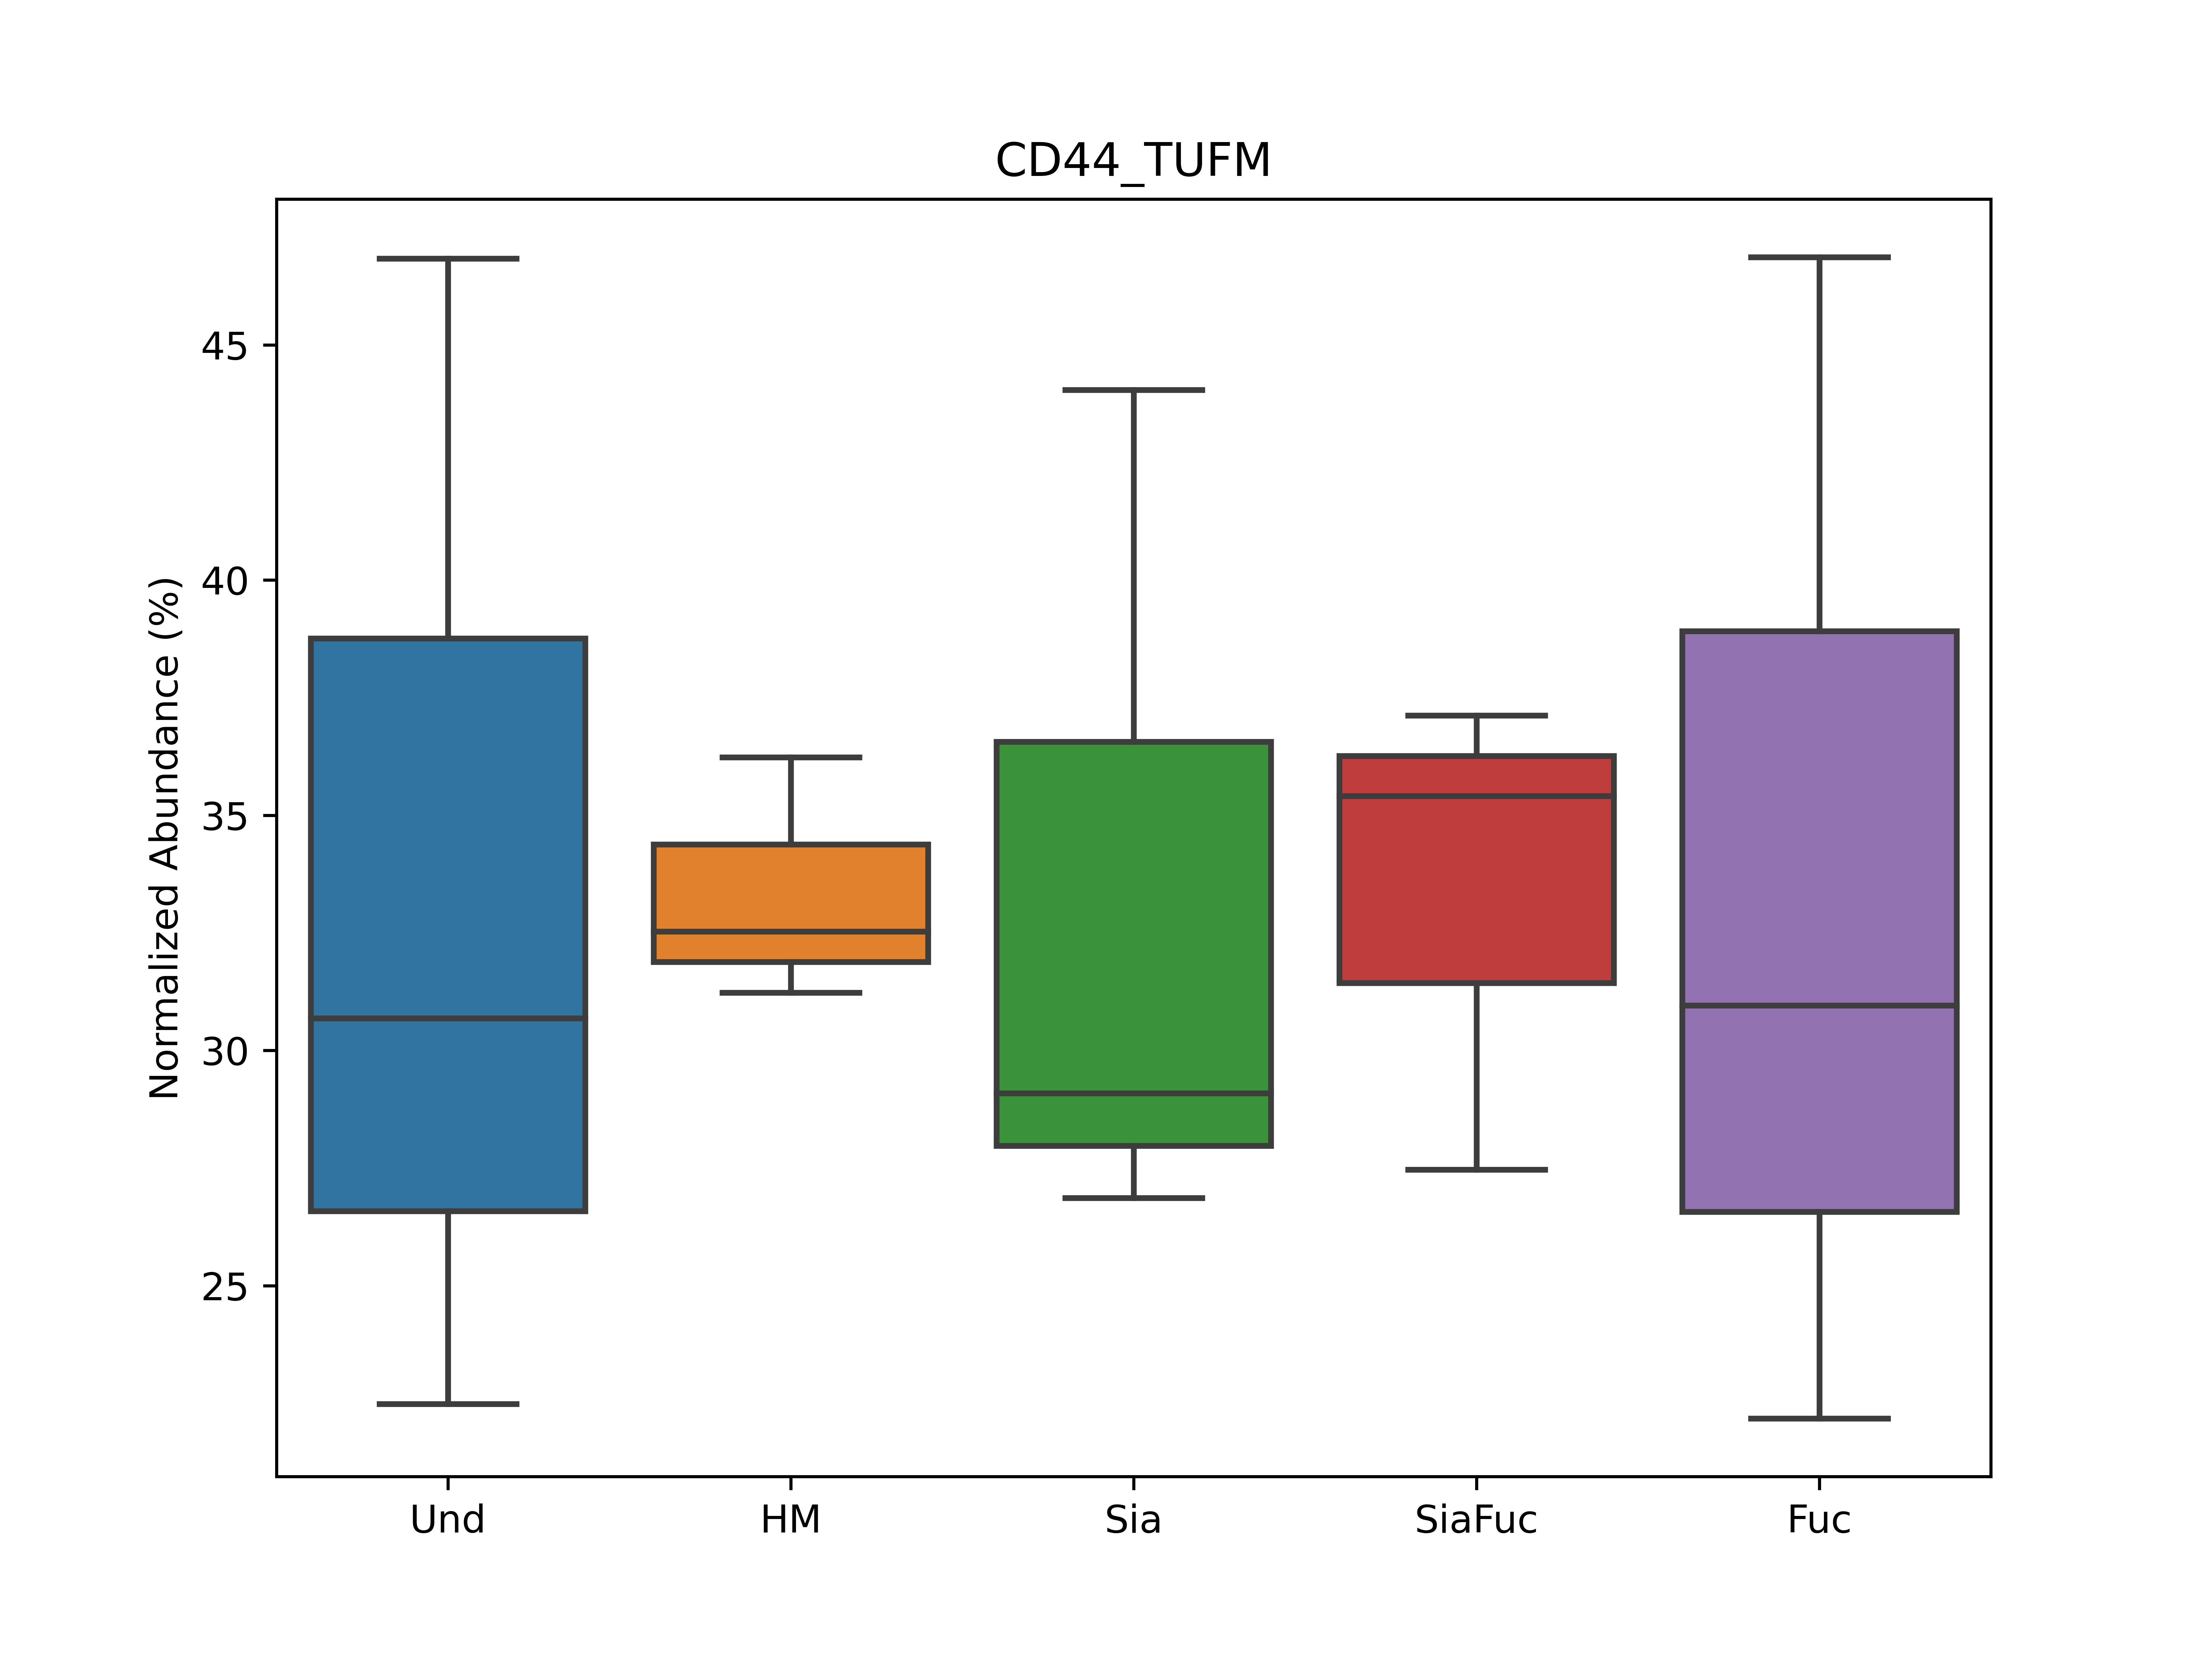 CD44_TUFM
Normalized Abundance (%)
45
40
35
30
25
Und
HM
Sia
SiaFuc
Fuc